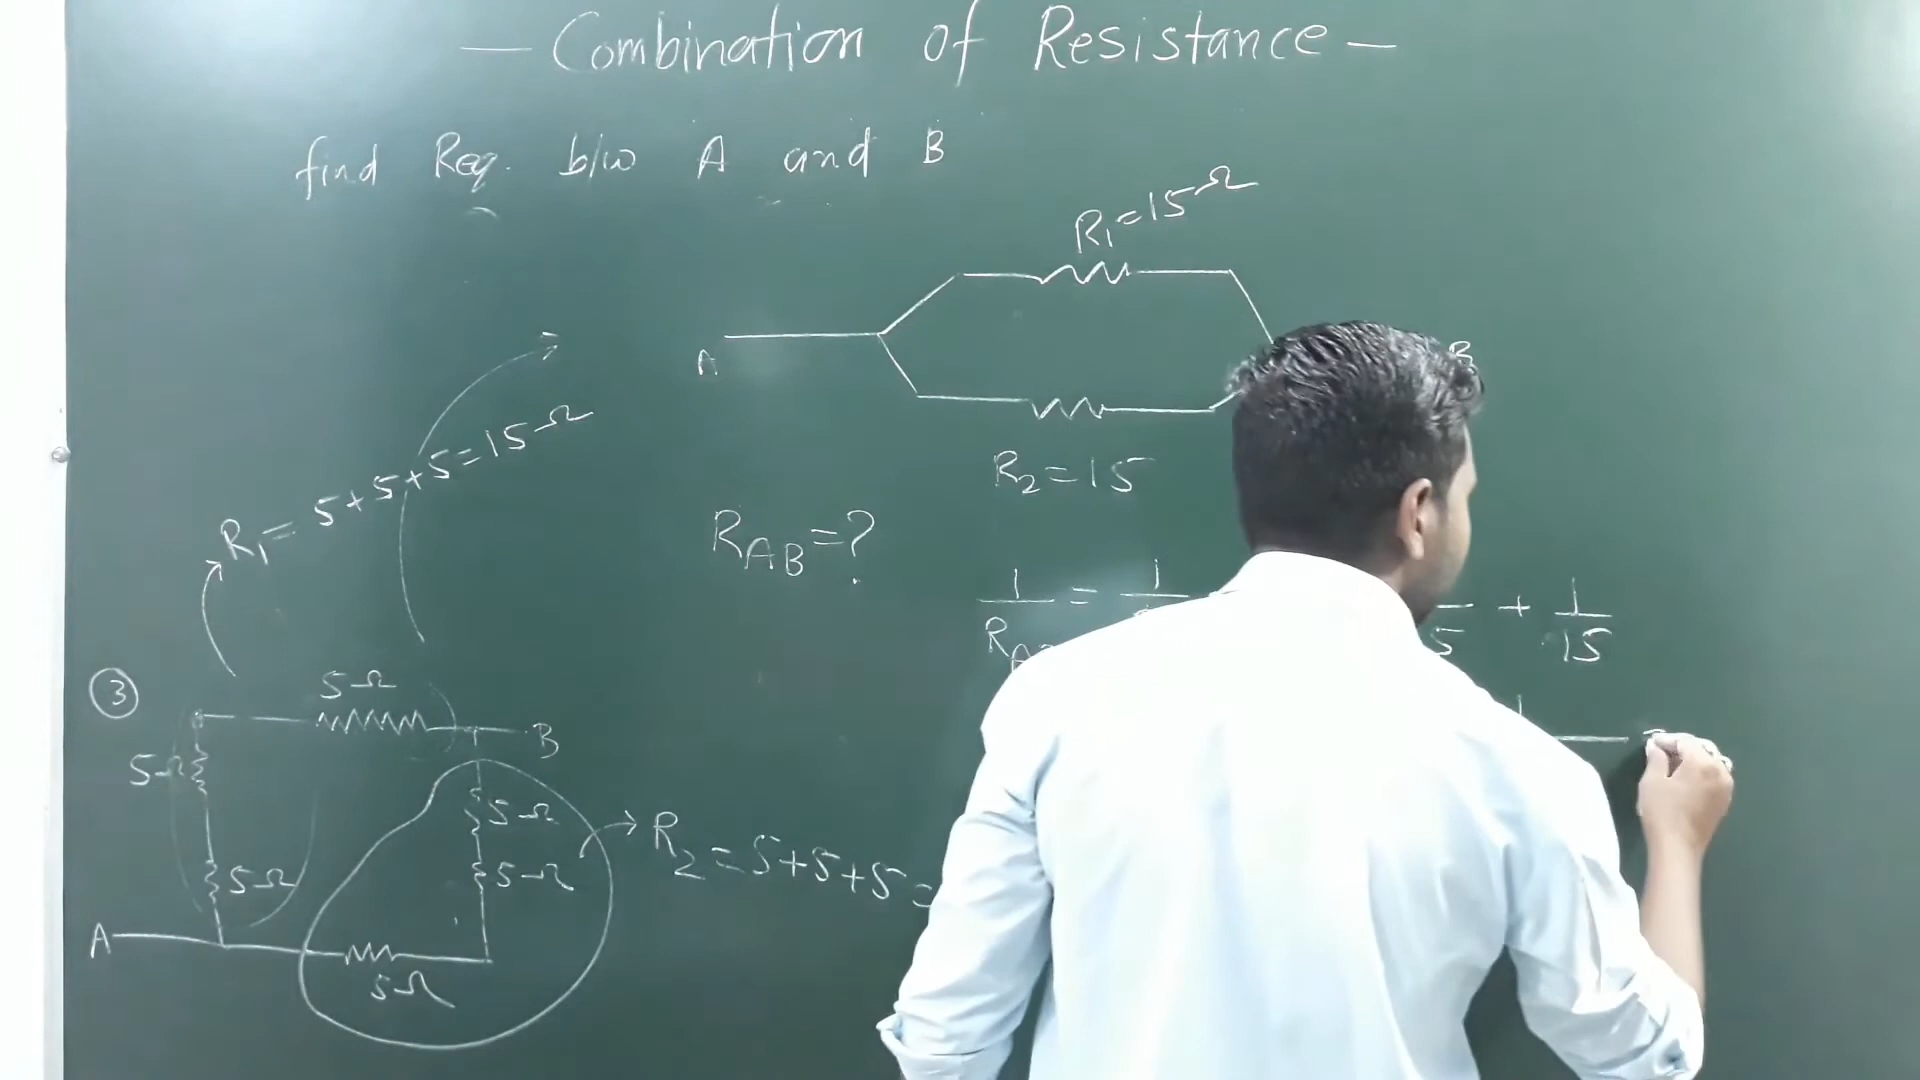 — Combination of Resistance —
find Req. b/w A and B
R₁=15Ω
A
B
R₂=15
R_AB=?
R₁= 5+5+5=15Ω
1/R_A = 1/ 5 + 1/15
③
5Ω
B
5Ω
5Ω
5Ω
5Ω
A
5Ω
R₂=5+5+5=